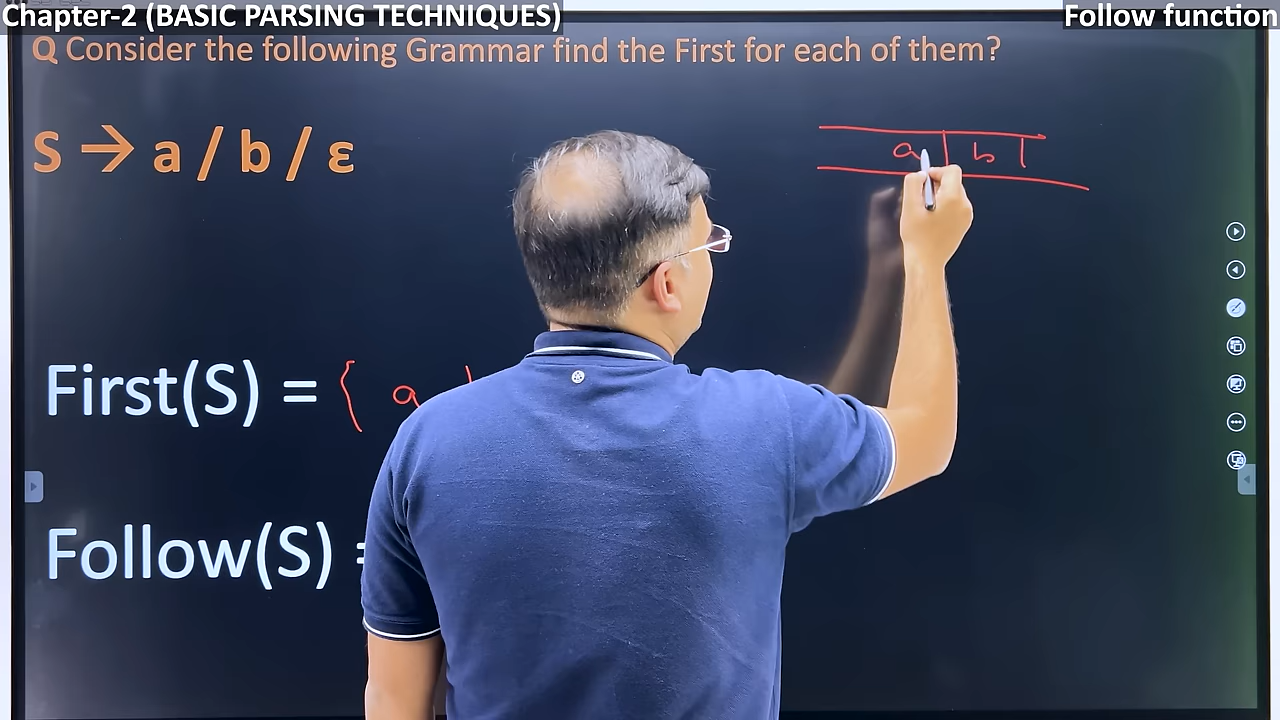 Chapter-2 (BASIC PARSING TECHNIQUES)
Follow function
Q Consider the following Grammar find the First for each of them?
S → a / b / ε
a b
First(S) = { a
Follow(S) =